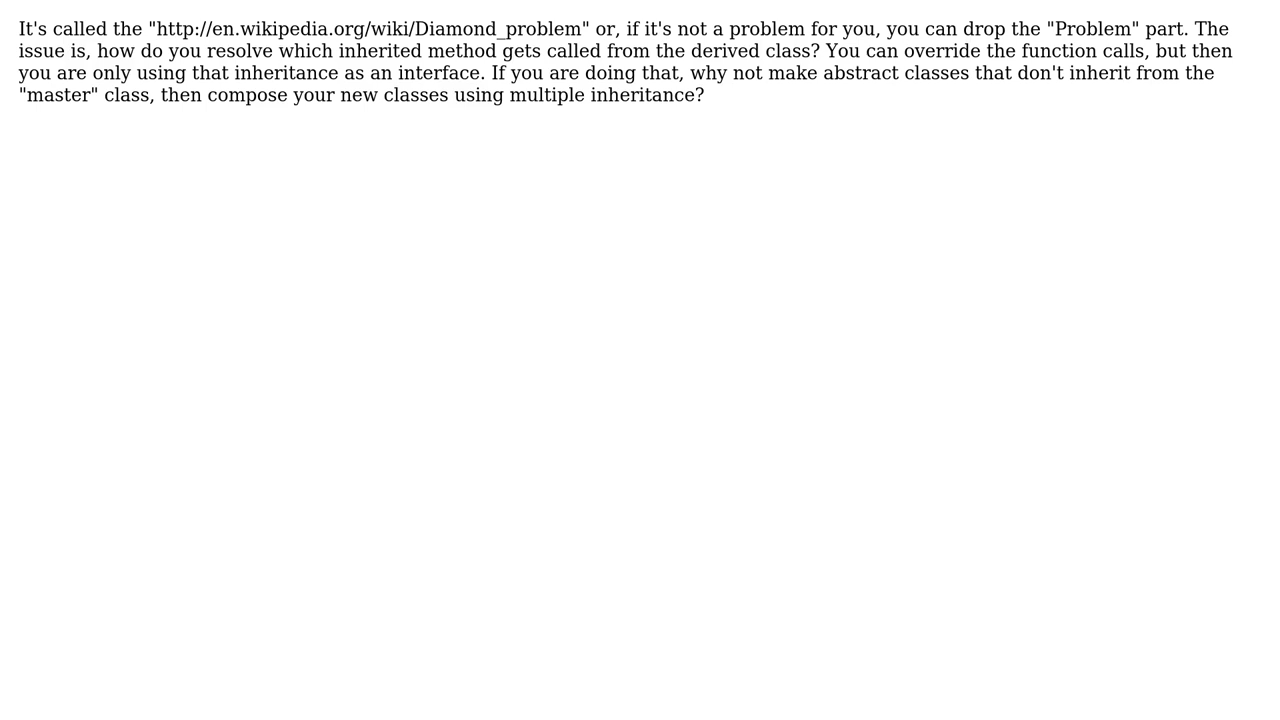 It's called the "http://en.wikipedia.org/wiki/Diamond_problem" or, if it's not a problem for you, you can drop the "Problem" part. The
issue is, how do you resolve which inherited method gets called from the derived class? You can override the function calls, but then
you are only using that inheritance as an interface. If you are doing that, why not make abstract classes that don't inherit from the
"master" class, then compose your new classes using multiple inheritance?